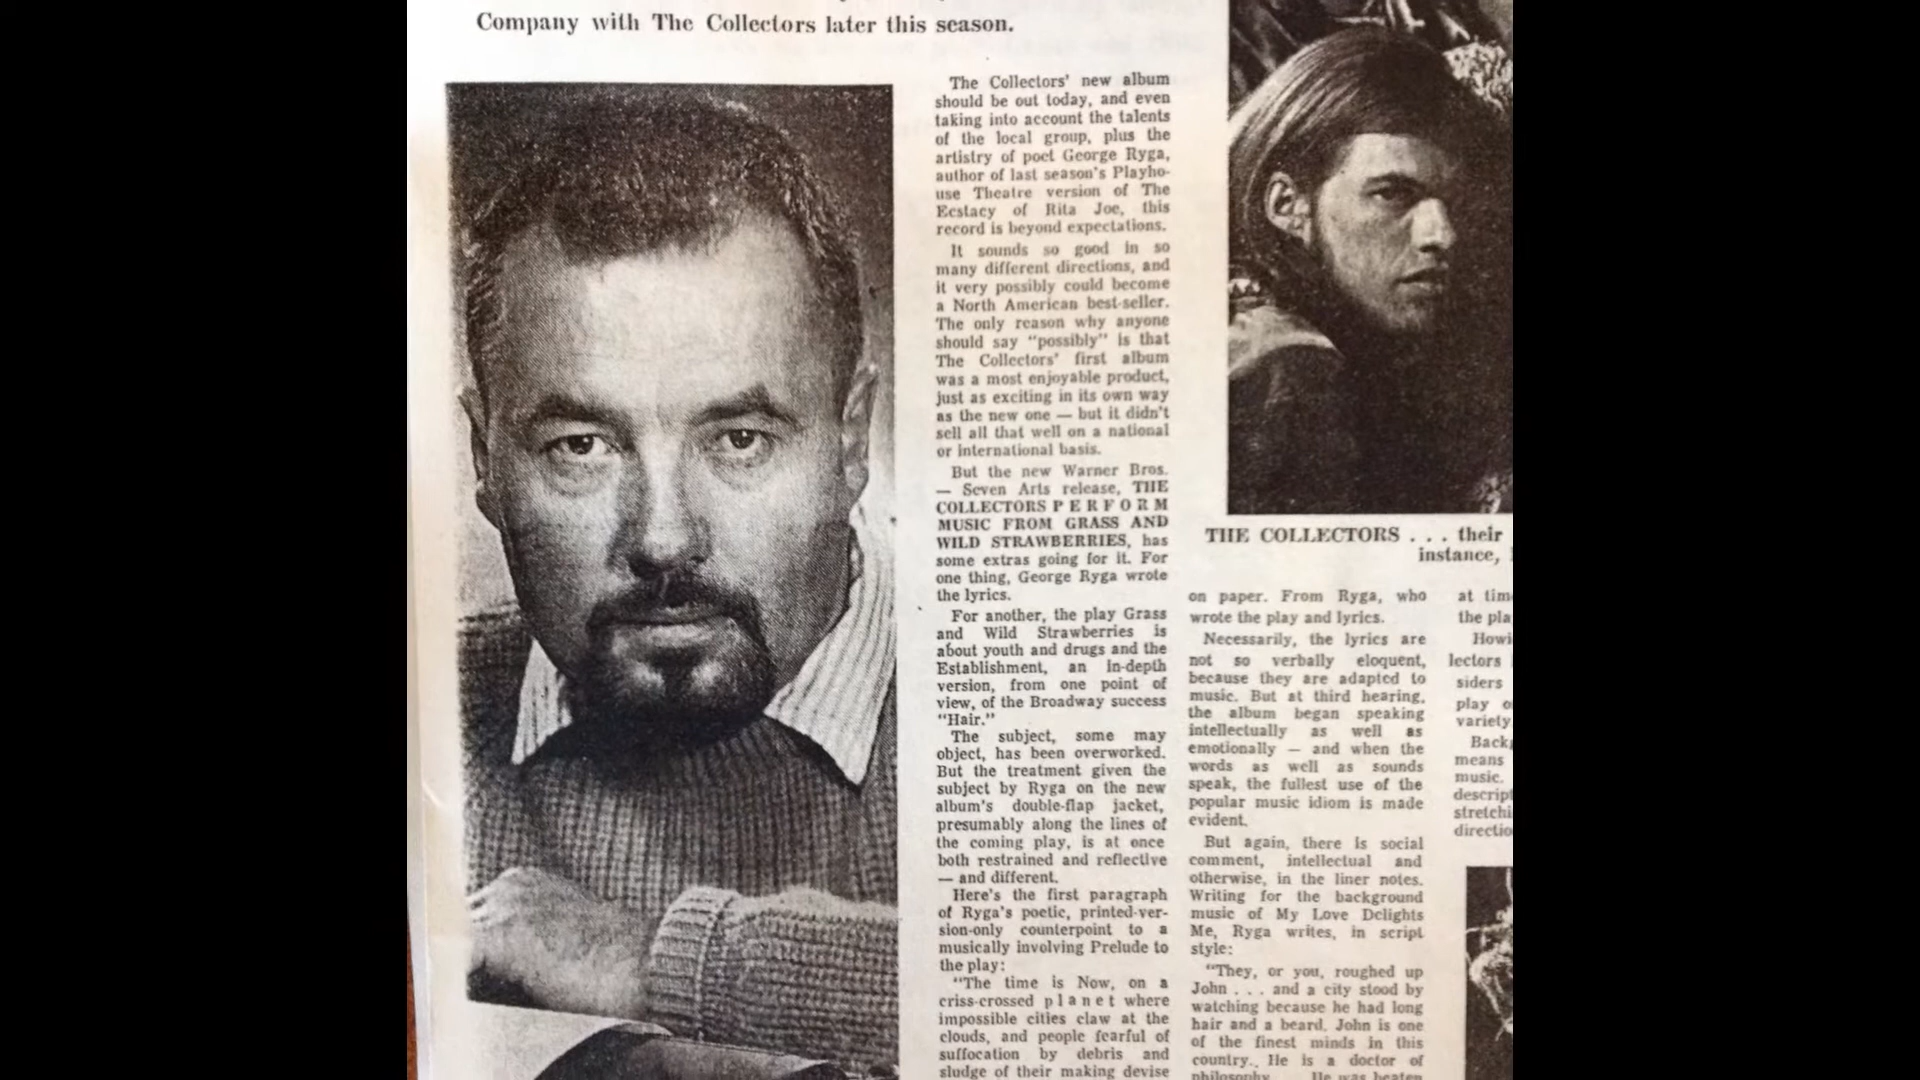 Company with The Collectors later this season.
The Collectors' new album
should be out today, and even
taking into account the talents
of the local group, plus the
artistry of poet George Ryga,
author of last season's Playho-
use Theatre version of The
Ecstacy of Rita Joe, this
record is beyond expectations.
It sounds so good in so
many different directions, and
it very possibly could become
a North American best-seller.
The only reason why anyone
should say "possibly" is that
The Collectors' first album
was a most enjoyable product,
just as exciting in its own way
as the new one — but it didn't
sell all that well on a national
or international basis.
But the new Warner Bros.
— Seven Arts release, THE
COLLECTORS PERFORM
MUSIC FROM GRASS AND
WILD STRAWBERRIES, has
some extras going for it. For
one thing, George Ryga wrote
the lyrics.
For another, the play Grass
and Wild Strawberries is
about youth and drugs and the
Establishment, an in-depth
version, from one point of
view, of the Broadway success
"Hair."
The subject, some may
object, has been overworked.
But the treatment given the
subject by Ryga on the new
album's double-flap jacket,
presumably along the lines of
the coming play, is at once
both restrained and reflective
— and different.
Here's the first paragraph
of Ryga's poetic, printed-ver-
sion-only counterpoint to a
musically involving Prelude to
the play:
"The time is Now, on a
criss-crossed planet where
impossible cities claw at the
clouds, and people fearful of
suffocation by debris and
sludge of their making devise
THE COLLECTORS . . . their
instance,
on paper. From Ryga, who
wrote the play and lyrics.
Necessarily, the lyrics are
not so verbally eloquent,
because they are adapted to
music. But at third hearing,
the album began speaking
intellectually as well as
emotionally — and when the
words as well as sounds
speak, the fullest use of the
popular music idiom is made
evident.
But again, there is social
comment, intellectual and
otherwise, in the liner notes.
Writing for the background
music of My Love Delights
Me, Ryga writes, in script
style:
"They, or you, roughed up
John . . . and a city stood by
watching because he had long
hair and a beard. John is one
of the finest minds in this
country. He is a doctor of
philosophy He was beaten
at tim
the pla
Howi
lectors
siders
play o
variety
Back
means
music.
descript
stretchi
directio